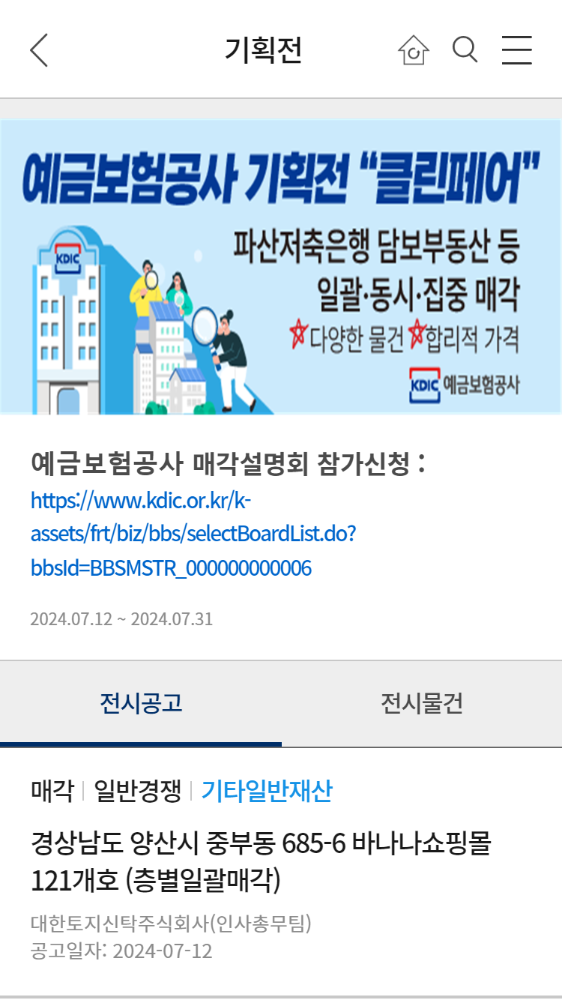 기획전
예금보험공사 기획전 “클린페어”
파산저축은행 담보부동산 등
일괄·동시·집중 매각
다양한 물건 합리적 가격
KDIC
KDIC 예금보험공사
예금보험공사 매각설명회 참가신청 :
https://www.kdic.or.kr/k-
assets/frt/biz/bbs/selectBoardList.do?
bbsId=BBSMSTR_000000000006
2024.07.12 ~ 2024.07.31
전시공고 전시물건
매각 일반경쟁 기타일반재산
경상남도 양산시 중부동 685-6 바나나쇼핑몰
121개호 (층별일괄매각)
대한토지신탁주식회사(인사총무팀)
공고일자: 2024-07-12